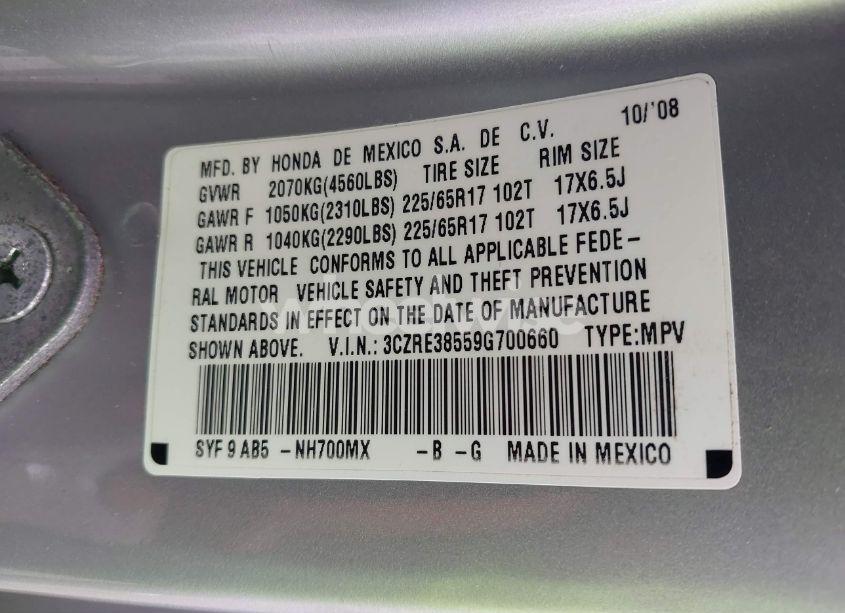 10/'08
MFD. BY HONDA DE MEXICO S.A. DE C.V.
GVWR 2070KG(4560LBS) TIRE SIZE RIM SIZE
GAWR F 1050KG(2310LBS) 225/65R17 102T 17X6.5J
GAWR R 1040KG(2290LBS) 225/65R17 102T 17X6.5J
THIS VEHICLE CONFORMS TO ALL APPLICABLE FEDE-
RAL MOTOR VEHICLE SAFETY AND THEFT PREVENTION
STANDARDS IN EFFECT ON THE DATE OF MANUFACTURE
SHOWN ABOVE. V.I.N.: 3CZRE38559G700660 TYPE:MPV
SYF 9 AB5 -NH700MX -B -G MADE IN MEXICO